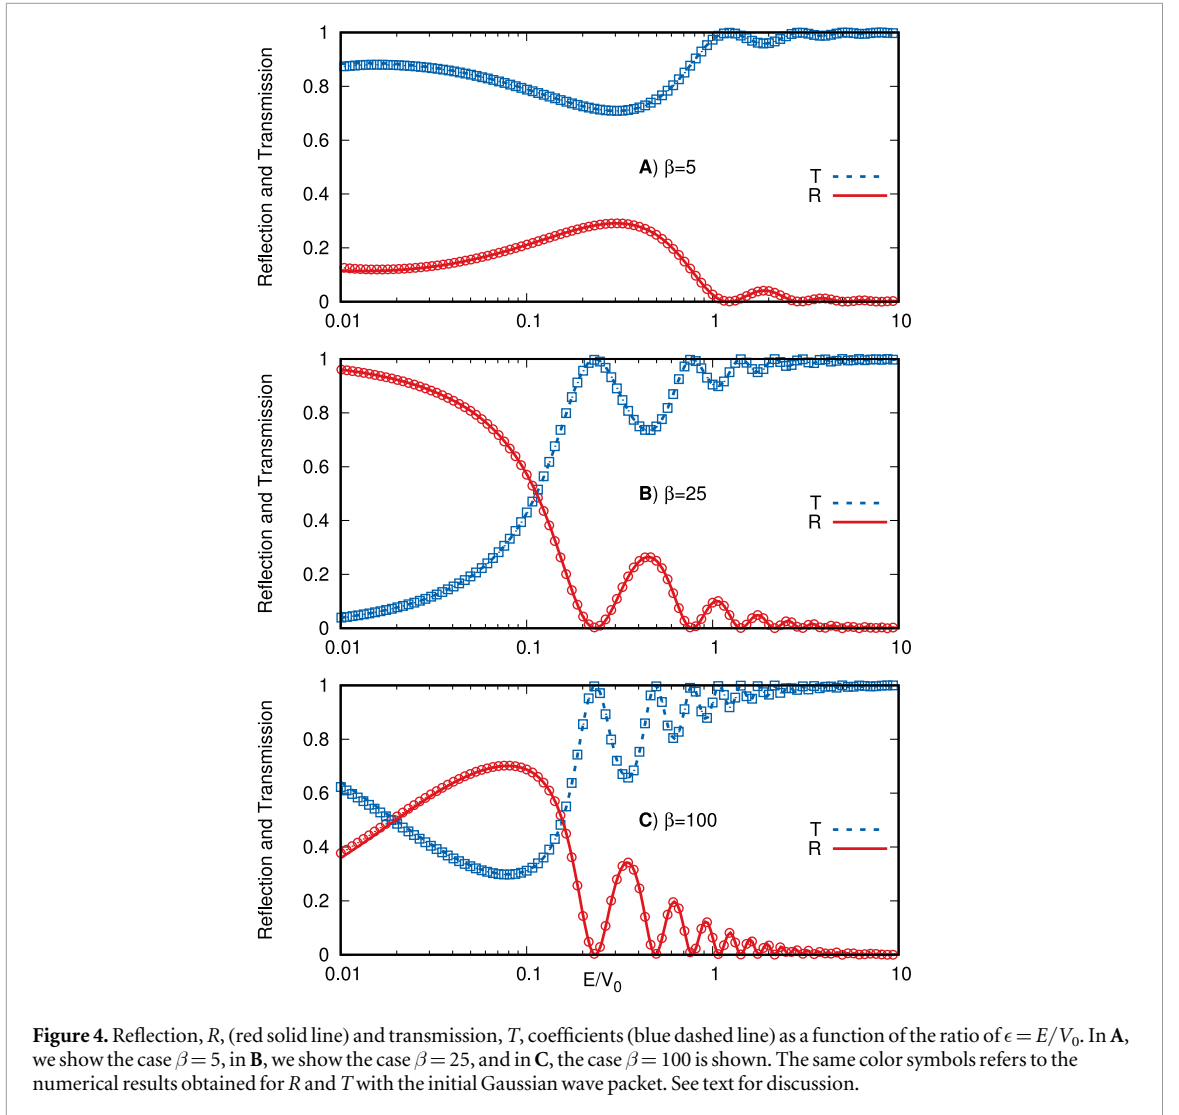 Reflection and Transmission
1
0.8
0.6
0.4
0.2
0
A) β=5
T
R
0.01
0.1
1
10
Reflection and Transmission
1
0.8
0.6
0.4
0.2
0
B) β=25
T
R
0.01
0.1
1
10
Reflection and Transmission
1
0.8
0.6
0.4
0.2
0
C) β=100
T
R
0.01
0.1
1
10
E/V₀
Figure 4. Reflection, R, (red solid line) and transmission, T, coefficients (blue dashed line) as a function of the ratio of ϵ = E/V₀. In A,
we show the case β = 5, in B, we show the case β = 25, and in C, the case β = 100 is shown. The same color symbols refers to the
numerical results obtained for R and T with the initial Gaussian wave packet. See text for discussion.